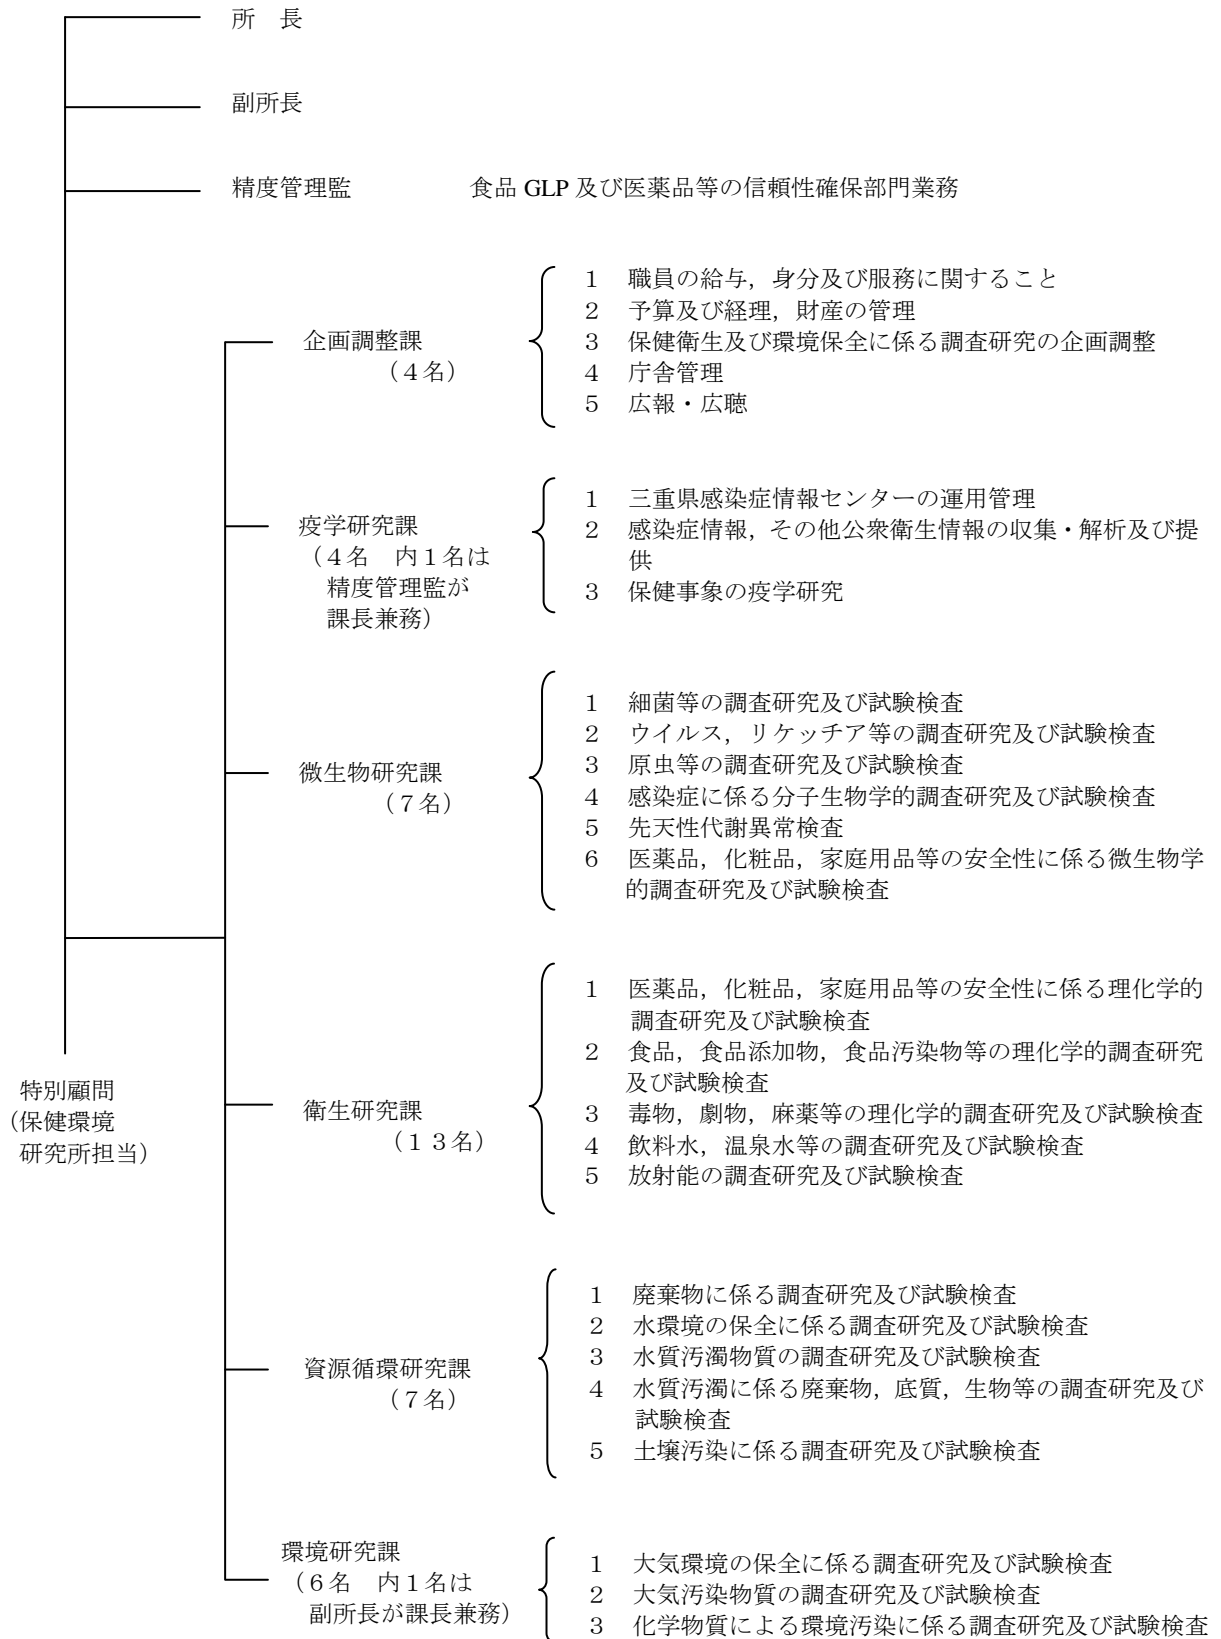 所　長
副所長
精度管理監　食品 GLP 及び医薬品等の信頼性確保部門業務
企画調整課
（４名）
１　職員の給与，身分及び服務に関すること
２　予算及び経理，財産の管理
３　保健衛生及び環境保全に係る調査研究の企画調整
４　庁舎管理
５　広報・広聴
疫学研究課
（４名　内１名は
精度管理監が
課長兼務）
１　三重県感染症情報センターの運用管理
２　感染症情報，その他公衆衛生情報の収集・解析及び提
供
３　保健事象の疫学研究
微生物研究課
（７名）
１　細菌等の調査研究及び試験検査
２　ウイルス，リケッチア等の調査研究及び試験検査
３　原虫等の調査研究及び試験検査
４　感染症に係る分子生物学的調査研究及び試験検査
５　先天性代謝異常検査
６　医薬品，化粧品，家庭用品等の安全性に係る微生物学
的調査研究及び試験検査
特別顧問
（保健環境
研究所担当）
衛生研究課
（１３名）
１　医薬品，化粧品，家庭用品等の安全性に係る理化学的
調査研究及び試験検査
２　食品，食品添加物，食品汚染物等の理化学的調査研究
及び試験検査
３　毒物，劇物，麻薬等の理化学的調査研究及び試験検査
４　飲料水，温泉水等の調査研究及び試験検査
５　放射能の調査研究及び試験検査
資源循環研究課
（７名）
１　廃棄物に係る調査研究及び試験検査
２　水環境の保全に係る調査研究及び試験検査
３　水質汚濁物質の調査研究及び試験検査
４　水質汚濁に係る廃棄物，底質，生物等の調査研究及び
試験検査
５　土壌汚染に係る調査研究及び試験検査
環境研究課
（６名　内１名は
副所長が課長兼務）
１　大気環境の保全に係る調査研究及び試験検査
２　大気汚染物質の調査研究及び試験検査
３　化学物質による環境汚染に係る調査研究及び試験検査